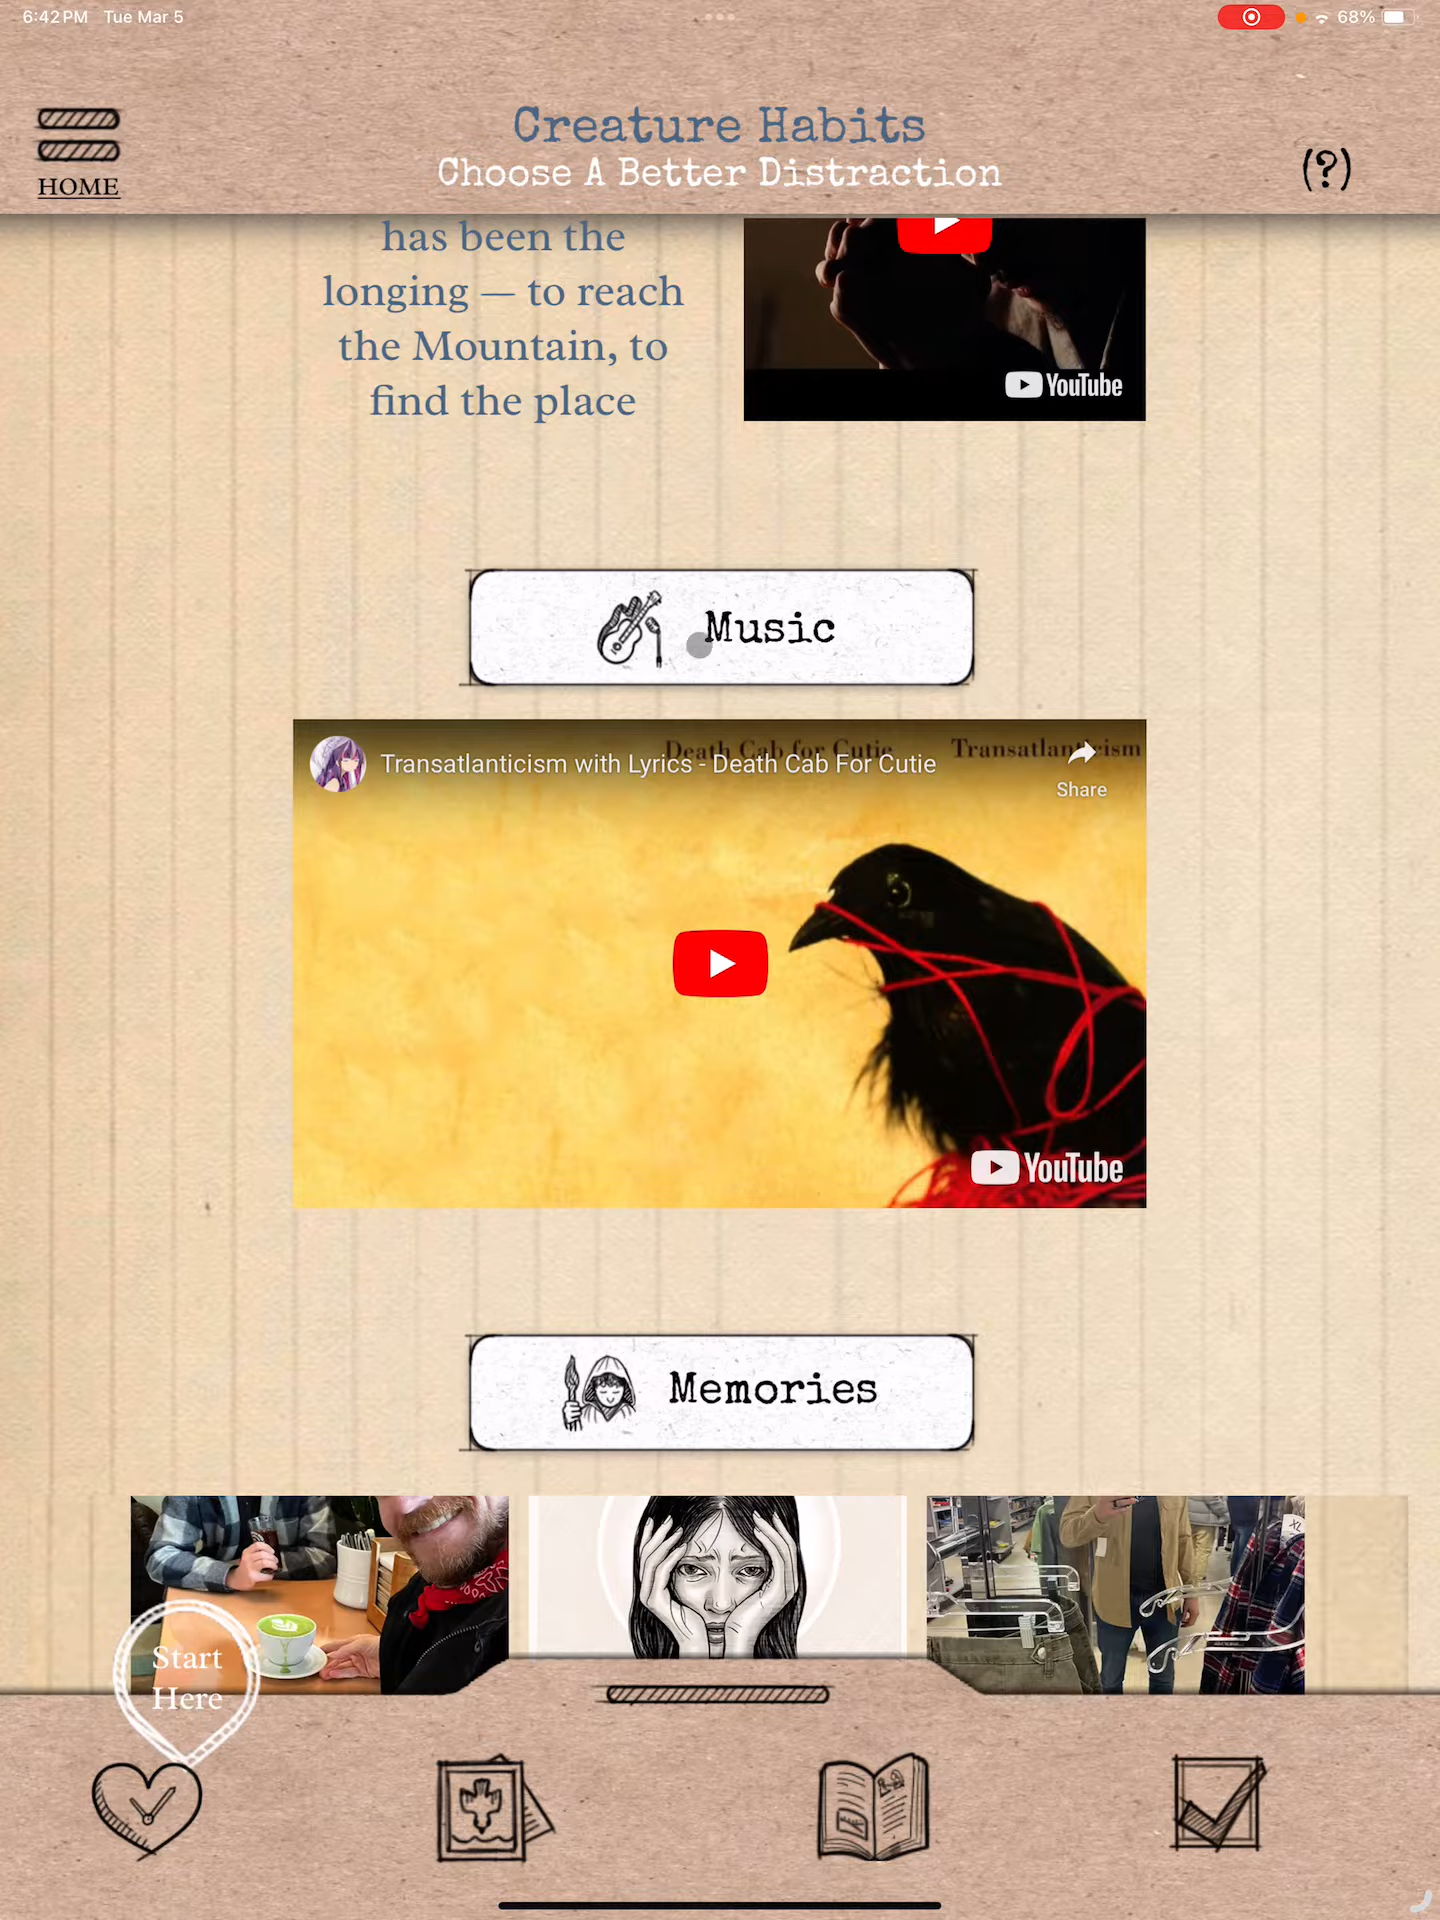 6:42 PM Tue Mar 5
68%
HOME
Creature Habits
Choose A Better Distraction
(?)
has been the
longing — to reach
the Mountain, to
find the place
YouTube
Music
Death Cab for Cutie Transatlanticism
Transatlanticism with Lyrics - Death Cab For Cutie
Share
YouTube
Memories
XL
Start
Here